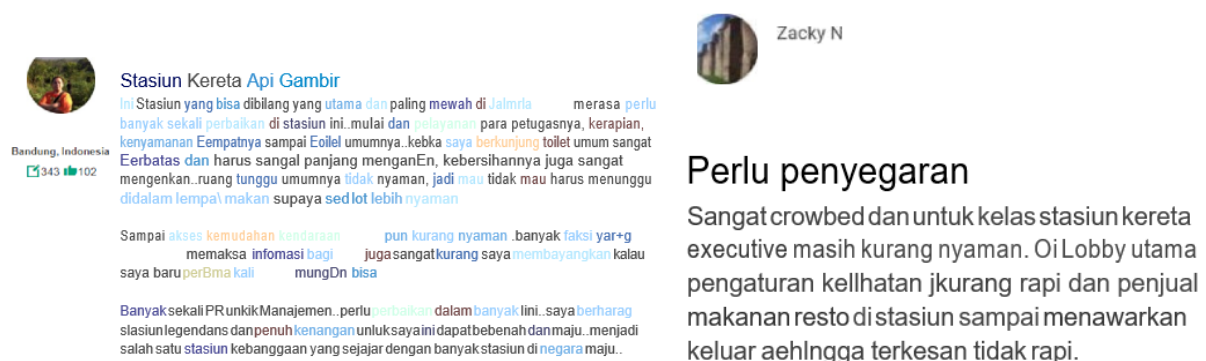 Stasiun Kereta Api Gambir
Ini Stasiun yang bisa dibilang yang utama dan paling mewah di Jalmrla merasa perlu
banyak sekali perbaikan di stasiun ini..mulai dan pelayanan para petugasnya, kerapian,
kenyamanan Eempatnya sampai Eoilel umumnya..kebka saya berkunjung toilet umum sangat
Eerbatas dan harus sangal panjang menganEn, kebersihannya juga sangat
mengenkan..ruang tunggu umumnya tidak nyaman, jadi mau tidak mau harus menunggu
didalam lempa\ makan supaya sedlot lebih nyaman
Bandung, Indonesia
343 102
Sampai akses kemudahan kendaraan pun kurang nyaman .banyak faksi yar+g
memaksa infomasi bagi juga sangat kurang saya membayangkan kalau
saya baru perBma kali mungDn bisa
Banyak sekali PR unkik Manajemen..perlu perbaikan dalam banyak lini..saya berharag
slasiun legendans dan penuh kenangan unluk saya ini dapat bebenah dan maju..menjadi
salah satu stasiun kebanggaan yang sejajar dengan banyak stasiun di negara maju..
Zacky N
Perlu penyegaran
Sangat crowbed dan untuk kelas stasiun kereta
executive masih kurang nyaman. Oi Lobby utama
pengaturan kellhatan jkurang rapi dan penjual
makanan resto di stasiun sampai menawarkan
keluar aehlngga terkesan tidak rapi.